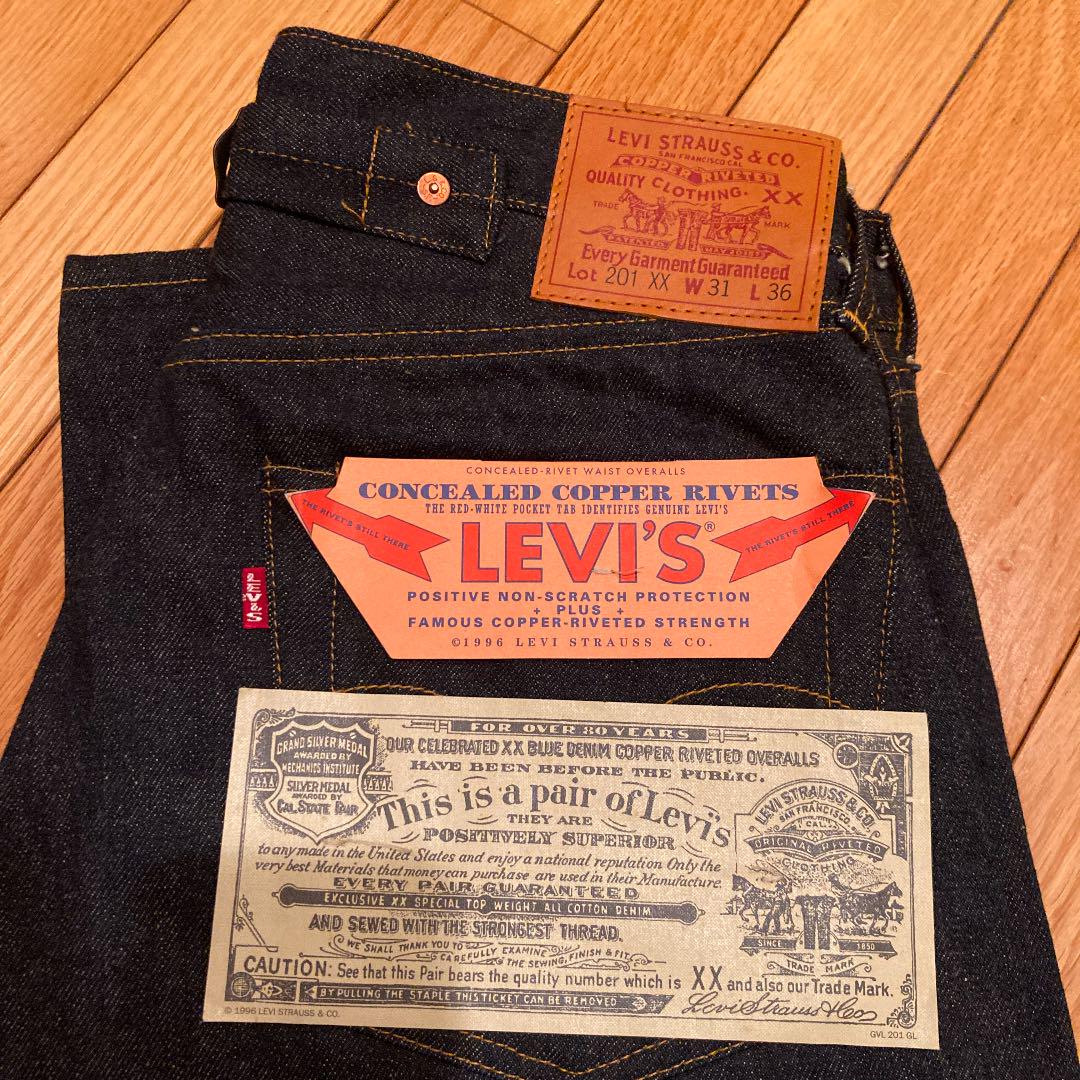 LEVI STRAUSS & CO.
SAN FRANCISCO CAL.
COPPER RIVETED
QUALITY CLOTHING. XX
TRADE MARK
PATENTED MAY 20 1873
Every Garment Guaranteed
Lot 201 XX W 31 L 36
CONCEALED-RIVET WAIST OVERALLS
CONCEALED COPPER RIVETS
THE RED-WHITE POCKET TAB IDENTIFIES GENUINE LEVI'S
THE RIVET'S STILL THERE
LEVI'S®
THE RIVET'S STILL THERE
POSITIVE NON-SCRATCH PROTECTION
+ PLUS +
FAMOUS COPPER-RIVETED STRENGTH
©1996 LEVI STRAUSS & CO.
LEVI'S
FOR OVER 80 YEARS
OUR CELEBRATED XX BLUE DENIM COPPER RIVETED OVERALLS
HAVE BEEN BEFORE THE PUBLIC.
GRAND SILVER MEDAL
AWARDED BY
MECHANICS INSTITUTE
SILVER MEDAL
AWARDED BY
CAL. STATE FAIR
This is a pair of Levi's
THEY ARE
POSITIVELY SUPERIOR
to any made in the United States and enjoy a national reputation Only the
very best Materials that money can purchase are used in their Manufacture.
EVERY PAIR GUARANTEED
EXCLUSIVE XX SPECIAL TOP WEIGHT ALL COTTON DENIM
AND SEWED WITH THE STRONGEST THREAD.
WE SHALL THANK YOU TO CAREFULLY EXAMINE
THE SEWING, FINISH & FIT.
LEVI STRAUSS & CO.
SAN FRANCISCO
CAL.
ORIGINAL RIVETED
CLOTHING
SINCE 1850
TRADE MARK
CAUTION: See that this Pair bears the quality number which is XX and also our Trade Mark.
BY PULLING THE STAPLE THIS TICKET CAN BE REMOVED
Levi Strauss & Co
© 1996 LEVI STRAUSS & CO.
GVL 201 GL